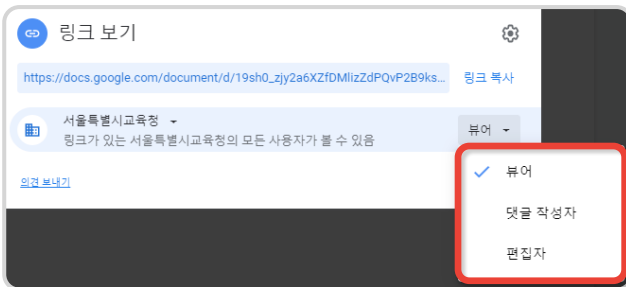 링크 보기
https://docs.google.com/document/d/19sh0_zjy2a6XZfDMlizZdPQvP2B9ks...
링크 복사
서울특별시교육청
링크가 있는 서울특별시교육청의 모든 사용자가 볼 수 있음
뷰어
의견 보내기
뷰어
댓글 작성자
편집자